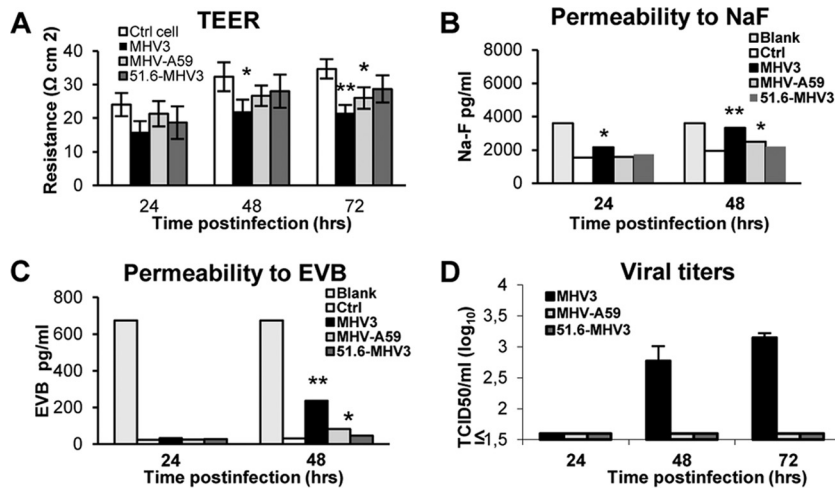 A
TEER
Ctrl cell
MHV3
MHV-A59
51.6-MHV3
Resistance (Ω cm 2)
50
40
30
20
10
0
*
**
*
24
48
72
Time postinfection (hrs)
B
Permeability to NaF
Blank
Ctrl
MHV3
MHV-A59
51.6-MHV3
Na-F pg/ml
8000
6000
4000
2000
0
*
**
*
24
48
Time postinfection (hrs)
C
Permeability to EVB
Blank
Ctrl
MHV3
MHV-A59
51.6-MHV3
EVB pg/ml
800
600
400
200
0
**
*
24
48
Time postinfection (hrs)
D
Viral titers
MHV3
MHV-A59
51.6-MHV3
TCID50/ml (log10)
4
3,5
3
2,5
2
≤1,5
24
48
72
Time postinfection (hrs)